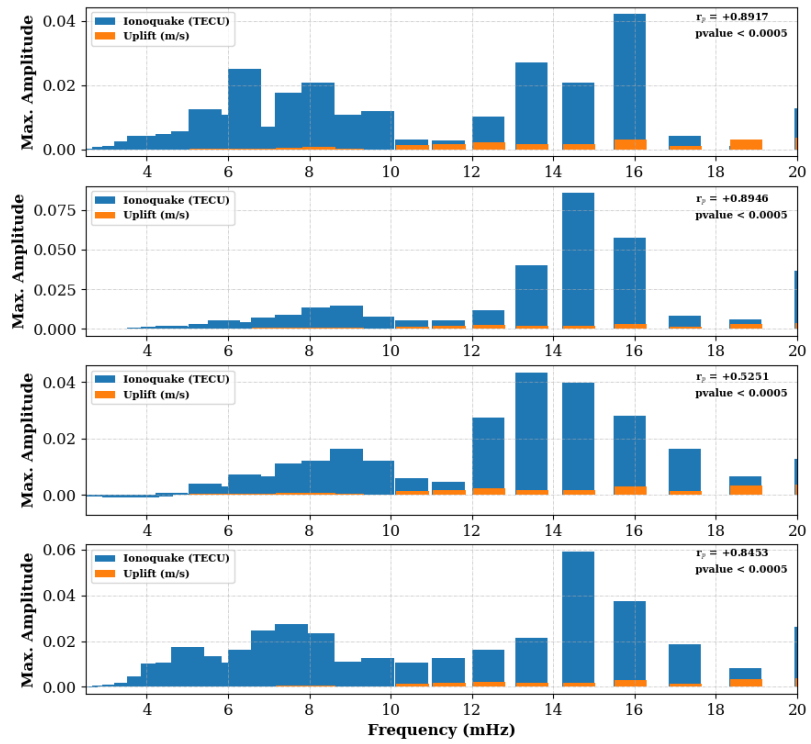 0.04
0.02
0.00
Max. Amplitude
Ionoquake (TECU)
Uplift (m/s)
r_p = +0.8917
pvalue < 0.0005
4 6 8 10 12 14 16 18 20
0.075
0.050
0.025
0.000
Max. Amplitude
Ionoquake (TECU)
Uplift (m/s)
r_p = +0.8946
pvalue < 0.0005
4 6 8 10 12 14 16 18 20
0.04
0.02
0.00
Max. Amplitude
Ionoquake (TECU)
Uplift (m/s)
r_p = +0.5251
pvalue < 0.0005
4 6 8 10 12 14 16 18 20
0.06
0.04
0.02
0.00
Max. Amplitude
Ionoquake (TECU)
Uplift (m/s)
r_p = +0.8453
pvalue < 0.0005
4 6 8 10 12 14 16 18 20
Frequency (mHz)